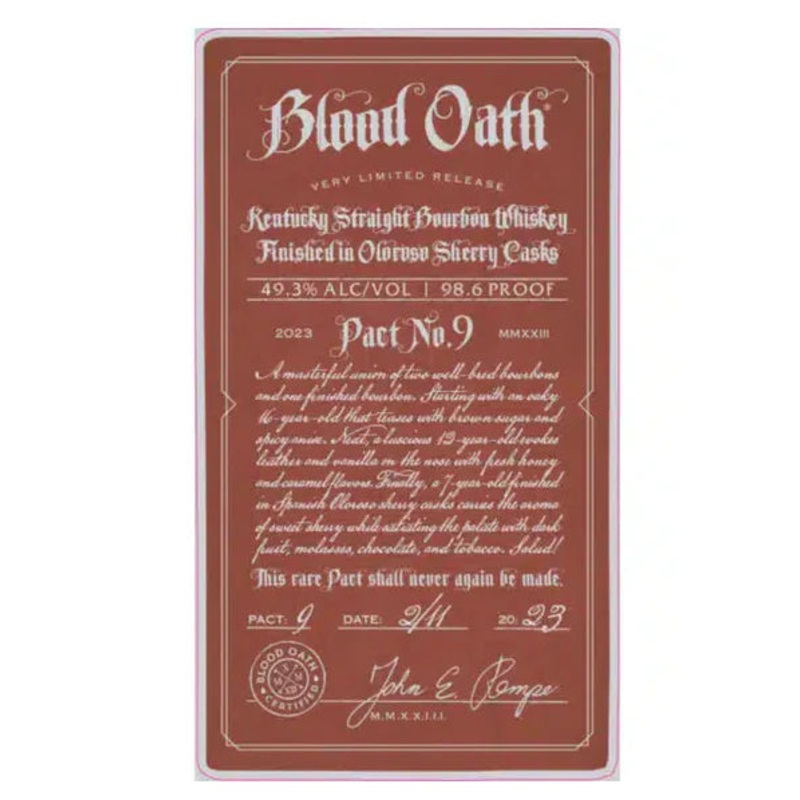 Blood Oath®
VERY LIMITED RELEASE
Kentucky Straight Bourbon Whiskey
Finished in Oloroso Sherry Casks
49.3% ALC/VOL | 98.6 PROOF
2023 Pact No.9 MMXXIII
A masterful union of two well-bred bourbons
and one finished bourbon. Starting with an oaky
16-year-old that teases with brown sugar and
spicy anise. Next, a luscious 12-year-old evokes
leather and vanilla on the nose with fresh honey
and caramel flavors. Finally, a 7-year-old finished
in Spanish Oloroso sherry casks carries the aroma
of sweet sherry while enlisting the palate with dark
fruit, molasses, chocolate, and tobacco. Salud!
This rare Pact shall never again be made.
PACT: 9 DATE: 2/11 20: 23
BLOOD OATH
CERTIFIED
John E. Rempe
M.M.X.X.I.I.I.